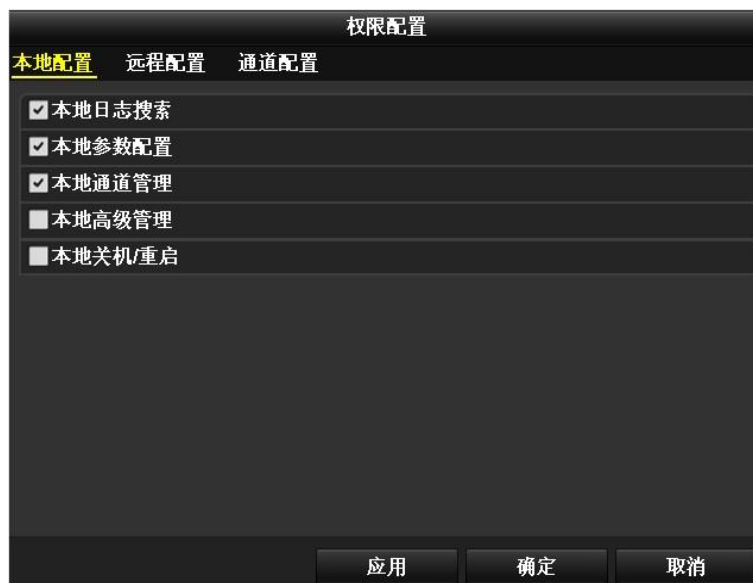 权限配置
本地配置 远程配置 通道配置
本地日志搜索
本地参数配置
本地通道管理
本地高级管理
本地关机/重启
应用 确定 取消